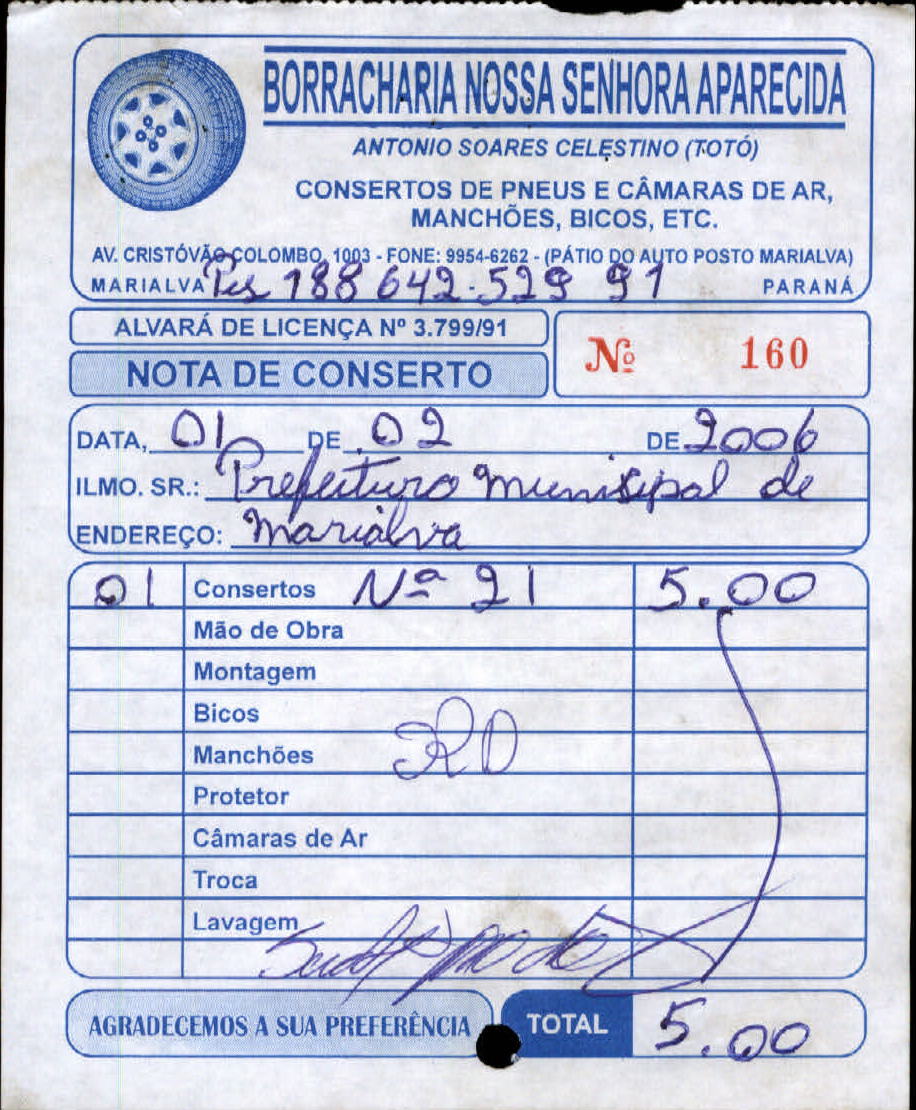 BORRACHARIA NOSSA SENHORA APARECIDA
ANTONIO SOARES CELESTINO (TOTÓ)
CONSERTOS DE PNEUS E CÂMARAS DE AR,
MANCHÕES, BICOS, ETC.
AV. CRISTÓVÃO COLOMBO, 1003 - FONE: 9954-6262 - (PÁTIO DO AUTO POSTO MARIALVA)
MARIALVA 188 642.529 91 PARANÁ
ALVARÁ DE LICENÇA Nº 3.799/91
Nº 160
NOTA DE CONSERTO
DATA, 01 DE 02 DE 2006
ILMO. SR.: Prefeitura Munisipal de
ENDEREÇO: Marialva
01 Consertos Nª 21 5.00
Mão de Obra
Montagem
Bicos
Manchões
Protetor
Câmaras de Ar
Troca
Lavagem
AGRADECEMOS A SUA PREFERÊNCIA TOTAL 5.00